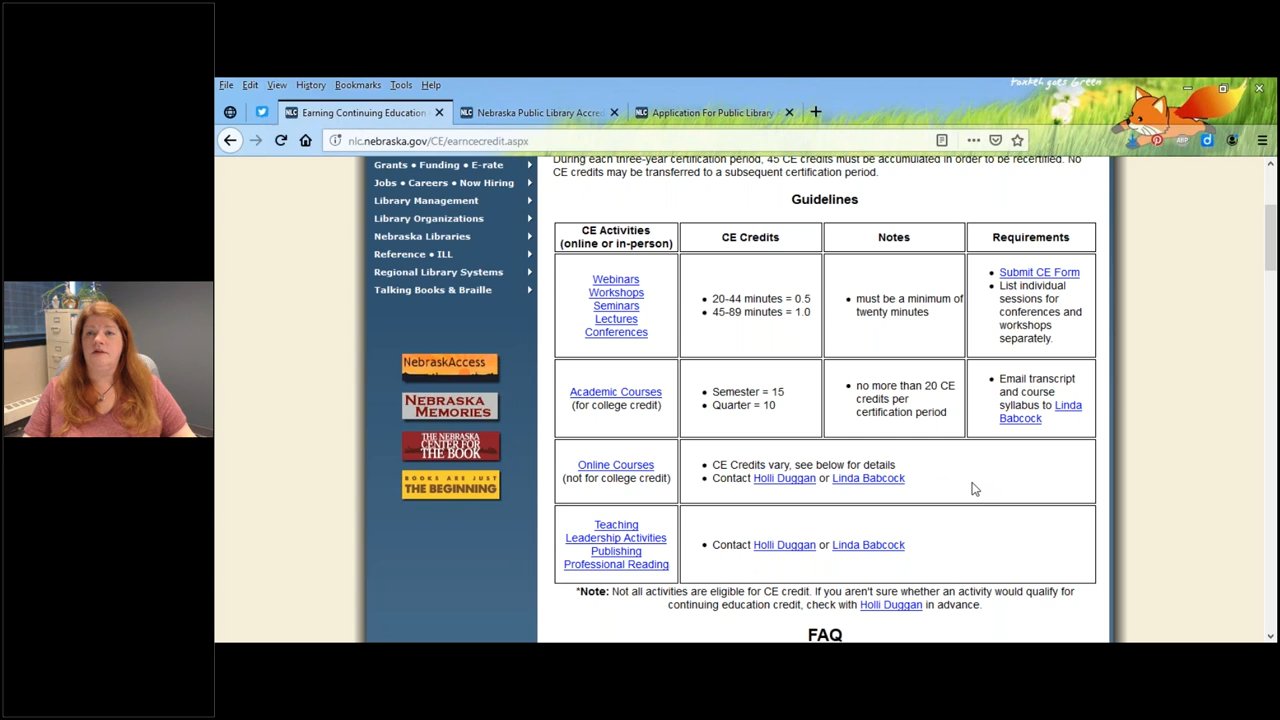 Foxkeh goes Green
File Edit View History Bookmarks Tools Help
NLC Earning Continuing Education
NLC Nebraska Public Library Accre
NLC Application For Public Library
nlc.nebraska.gov/CE/earncecredit.aspx
ABP
Grants • Funding • E-rate
Jobs • Careers • Now Hiring
Library Management
Library Organizations
Nebraska Libraries
Reference • ILL
Regional Library Systems
Talking Books & Braille
NebraskAccess
NEBRASKA
MEMORIES
THE NEBRASKA
CENTER FOR
THE BOOK
BOOKS ARE JUST
THE BEGINNING
During each three-year certification period, 45 CE credits must be accumulated in order to be recertified. No
CE credits may be transferred to a subsequent certification period.
Guidelines
CE Activities
(online or in-person)
CE Credits
Notes
Requirements
Webinars
Workshops
Seminars
Lectures
Conferences
• 20-44 minutes = 0.5
• 45-89 minutes = 1.0
• must be a minimum of
twenty minutes
• Submit CE Form
• List individual
sessions for
conferences and
workshops
separately.
Academic Courses
(for college credit)
• Semester = 15
• Quarter = 10
• no more than 20 CE
credits per
certification period
• Email transcript
and course
syllabus to Linda
Babcock
Online Courses
(not for college credit)
• CE Credits vary, see below for details
• Contact Holli Duggan or Linda Babcock
Teaching
Leadership Activities
Publishing
Professional Reading
• Contact Holli Duggan or Linda Babcock
*Note: Not all activities are eligible for CE credit. If you aren't sure whether an activity would qualify for
continuing education credit, check with Holli Duggan in advance.
FAQ